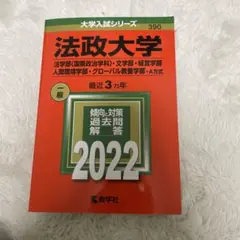 大学入試シリーズ
390
法政大学
法学部〈国際政治学科〉・文学部・経営学部
人間環境学部・グローバル教養学部-A方式
最近3カ年
一般
傾向と対策
過去問
解答
2022
教学社